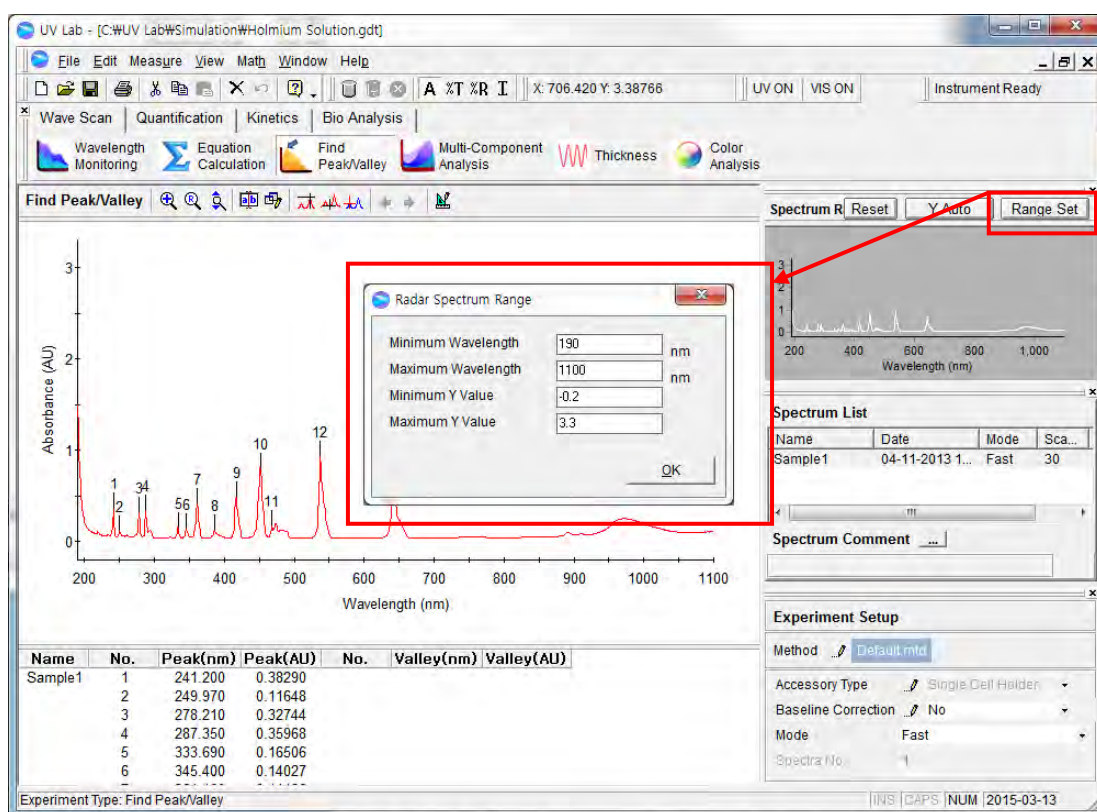 UV Lab - [C:₩UV Lab₩Simulation₩Holmium Solution.gdt]
File Edit Measure View Math Window Help
A %T %R I X: 706.420 Y: 3.38766 UV ON VIS ON Instrument Ready
Wave Scan Quantification Kinetics Bio Analysis
Wavelength Monitoring
Equation Calculation
Find Peak/Valley
Multi-Component Analysis
Thickness
Color Analysis
Find Peak/Valley
Spectrum R Reset Y Auto Range Set
3
2
1
0
200 400 600 800 1,000
Wavelength (nm)
Absorbance (AU)
3
2
1
0
1 2 3 4 5 6 7 8 9 10 11 12
200 300 400 500 600 700 800 900 1000 1100
Wavelength (nm)
Radar Spectrum Range
Minimum Wavelength 190 nm
Maximum Wavelength 1100 nm
Minimum Y Value -0.2
Maximum Y Value 3.3
OK
Spectrum List
Name Date Mode Sca...
Sample1 04-11-2013 1... Fast 30
Spectrum Comment ...
Experiment Setup
Method Default.mtd
Accessory Type Single Cell Holder
Baseline Correction No
Mode Fast
Spectra No. 1
Name No. Peak(nm) Peak(AU) No. Valley(nm) Valley(AU)
Sample1 1 241.200 0.38290
2 249.970 0.11648
3 278.210 0.32744
4 287.350 0.35968
5 333.690 0.16506
6 345.400 0.14027
Experiment Type: Find Peak/Valley INS CAPS NUM 2015-03-13